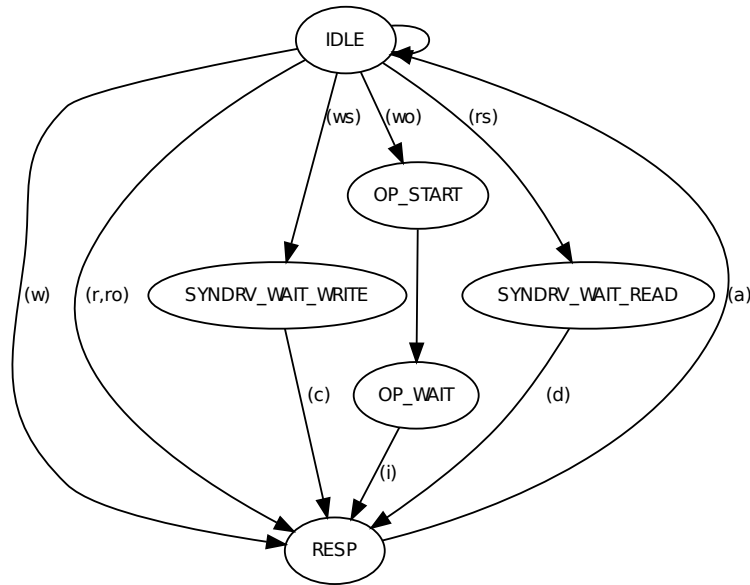 IDLE
(ws)
(wo)
(rs)
OP_START
(w)
(r,ro)
SYNDRV_WAIT_WRITE
SYNDRV_WAIT_READ
(a)
(c)
OP_WAIT
(d)
(i)
RESP